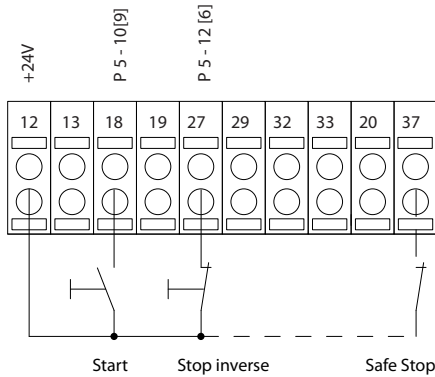 +24V
P 5 - 10[9]
P 5 - 12 [6]
12 13 18 19 27 29 32 33 20 37
Start Stop inverse Safe Stop